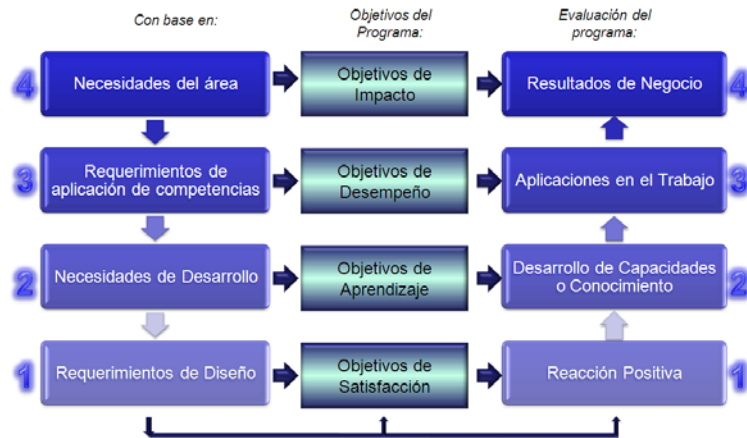 Con base en:
Objetivos del
Programa:
Evaluación del
programa:
4
Necesidades del área
Objetivos de
Impacto
Resultados de Negocio
4
3
Requerimientos de
aplicación de competencias
Objetivos de
Desempeño
Aplicaciones en el Trabajo
3
2
Necesidades de Desarrollo
Objetivos de
Aprendizaje
Desarrollo de Capacidades
o Conocimiento
2
1
Requerimientos de Diseño
Objetivos de
Satisfacción
Reacción Positiva
1